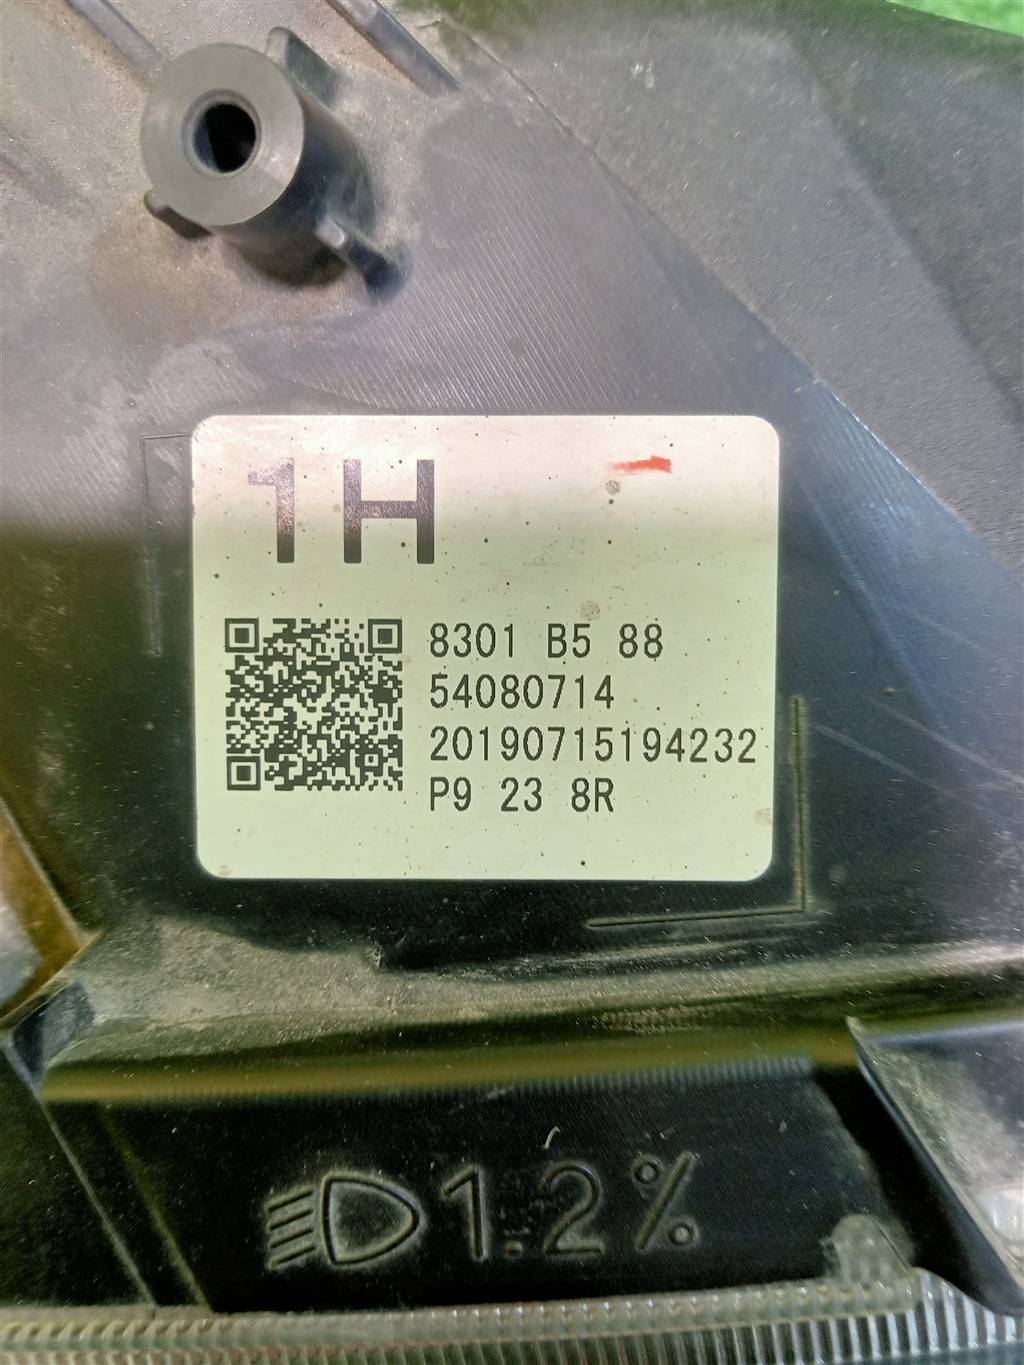 1H
8301 B5 88
54080714
20190715194232
P9 23 8R
1.2%